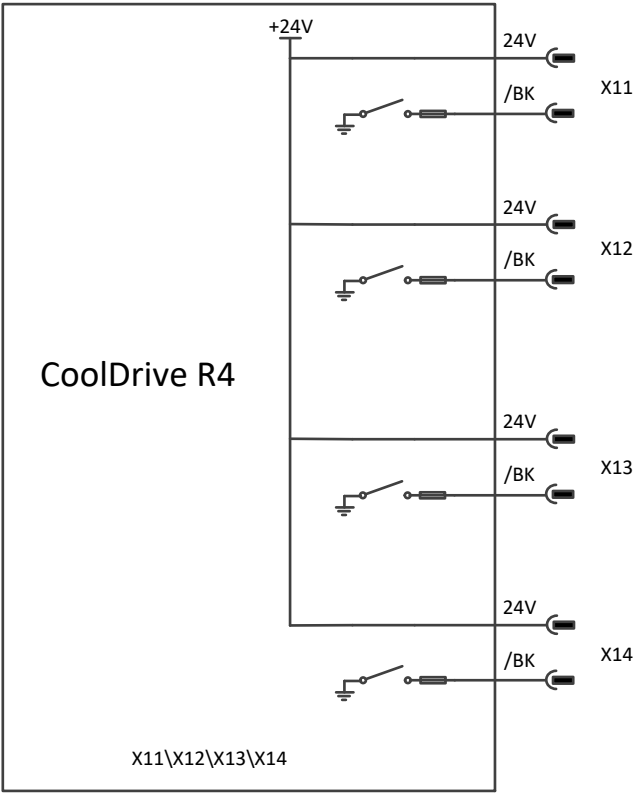 +24V
24V
X11
/BK
24V
X12
/BK
CoolDrive R4
24V
X13
/BK
24V
X14
/BK
X11\X12\X13\X14